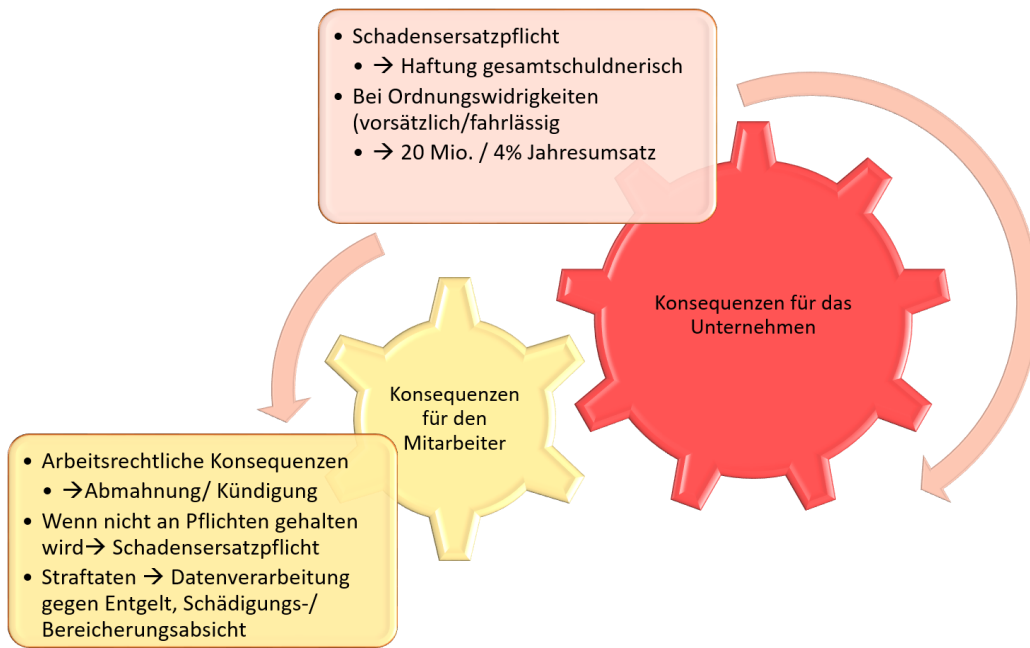 • Schadensersatzpflicht
• → Haftung gesamtschuldnerisch
• Bei Ordnungswidrigkeiten
(vorsätzlich/fahrlässig
• → 20 Mio. / 4% Jahresumsatz
Konsequenzen für das
Unternehmen
Konsequenzen
für den
Mitarbeiter
• Arbeitsrechtliche Konsequenzen
• →Abmahnung/ Kündigung
• Wenn nicht an Pflichten gehalten
wird→ Schadensersatzpflicht
• Straftaten → Datenverarbeitung
gegen Entgelt, Schädigungs-/
Bereicherungsabsicht